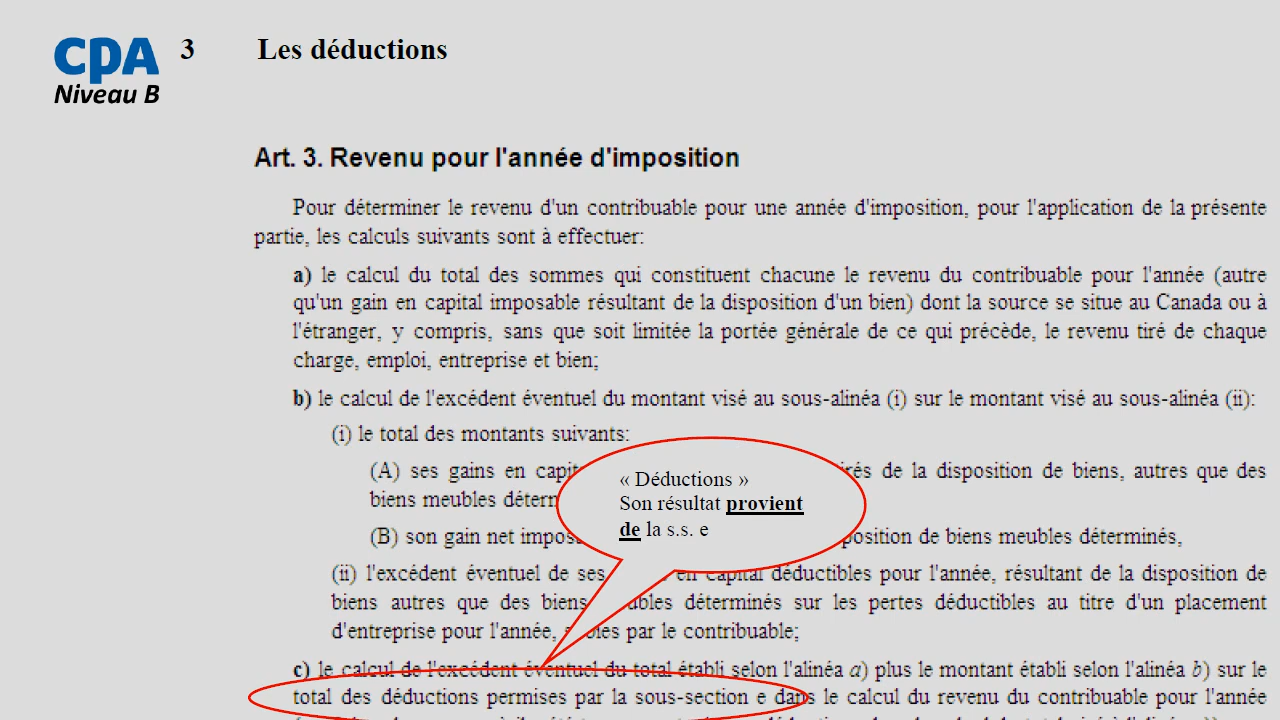 CPA 3 Les déductions
Niveau B
Art. 3. Revenu pour l'année d'imposition
Pour déterminer le revenu d'un contribuable pour une année d'imposition, pour l'application de la présente
partie, les calculs suivants sont à effectuer:
a) le calcul du total des sommes qui constituent chacune le revenu du contribuable pour l'année (autre
qu'un gain en capital imposable résultant de la disposition d'un bien) dont la source se situe au Canada ou à
l'étranger, y compris, sans que soit limitée la portée générale de ce qui précède, le revenu tiré de chaque
charge, emploi, entreprise et bien;
b) le calcul de l'excédent éventuel du montant visé au sous-alinéa (i) sur le montant visé au sous-alinéa (ii):
(i) le total des montants suivants:
(A) ses gains en de la disposition de biens, autres que des
biens meubles
(B) son gain net de biens meubles déterminés,
« Déductions »
Son résultat provient
de la s.s. e
(ii) l'excédent éventuel de ses en capital déductibles pour l'année, résultant de la disposition de
biens autres que des biens déterminés sur les pertes déductibles au titre d'un placement
d'entreprise pour l'année, par le contribuable;
c) le calcul de l'excédent éventuel du total établi selon l'alinéa a) plus le montant établi selon l'alinéa b) sur le
total des déductions permises par la sous-section e dans le calcul du revenu du contribuable pour l'année